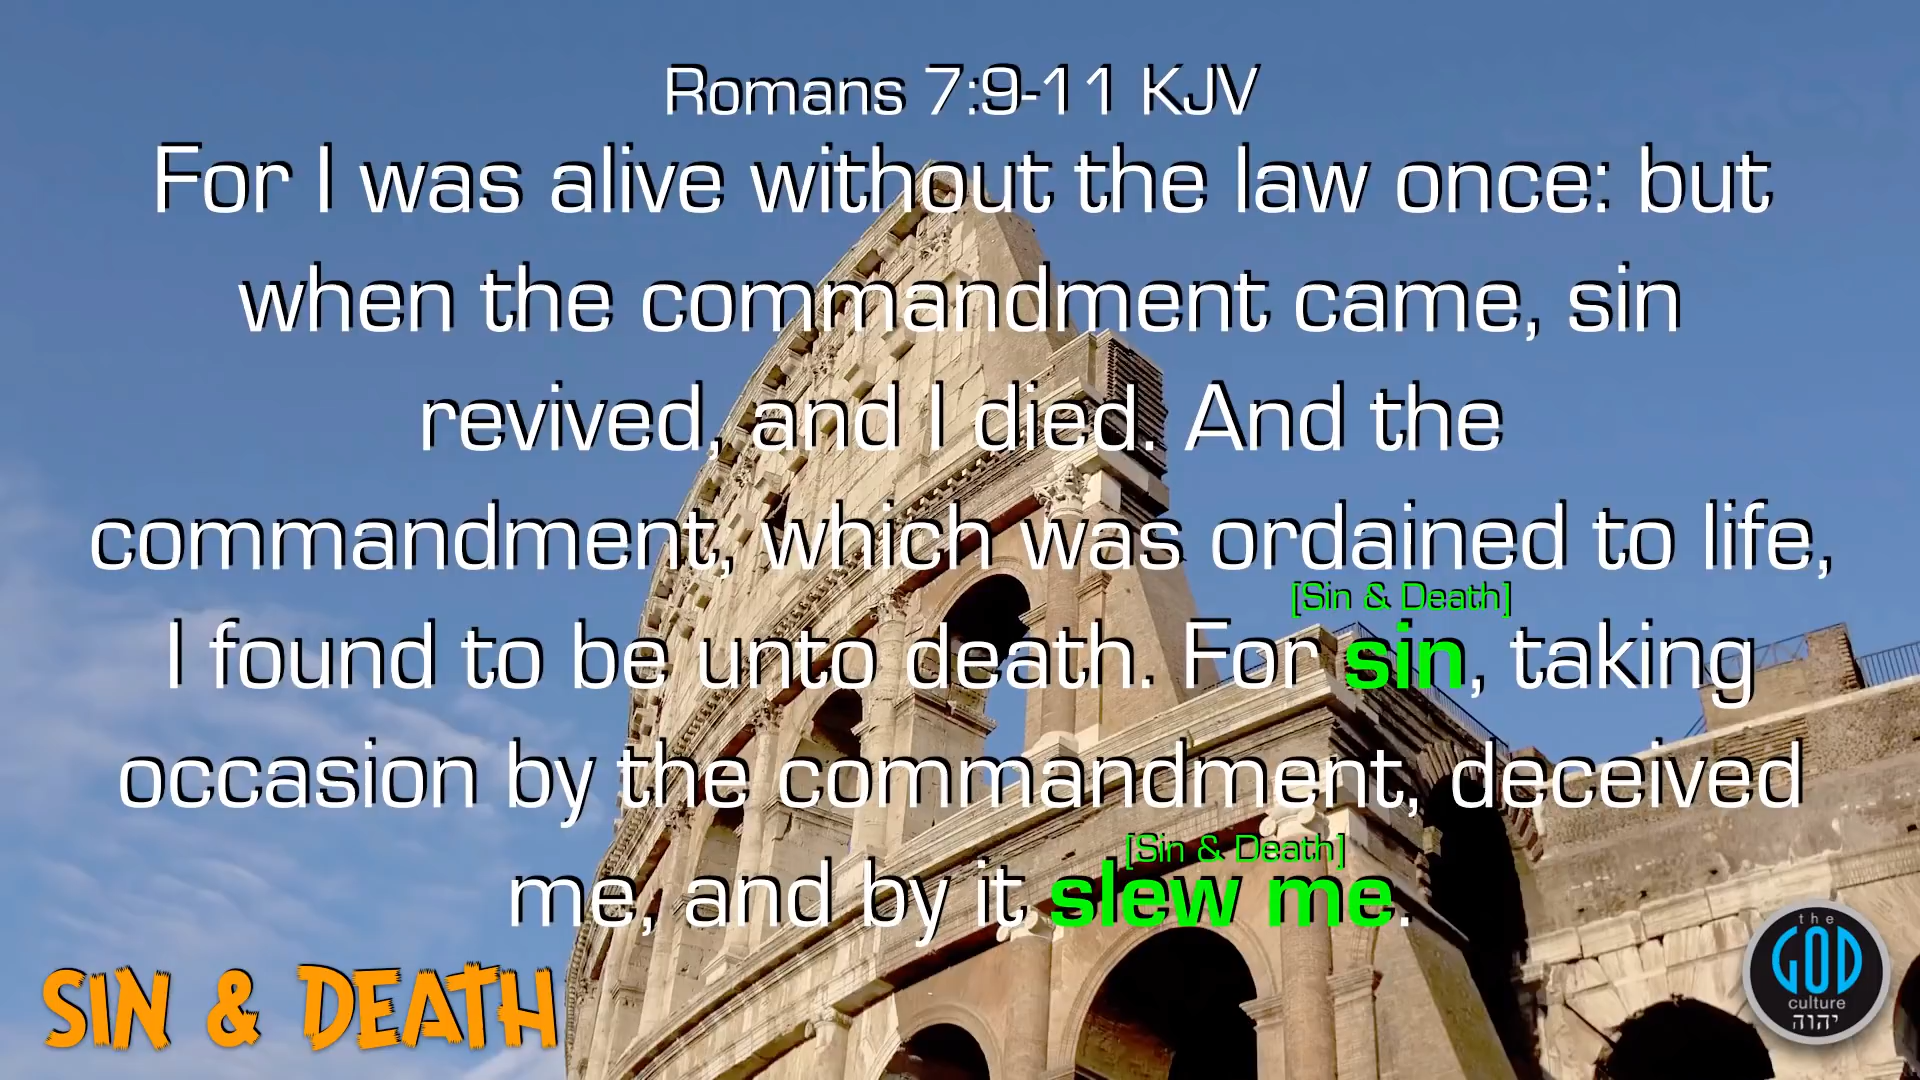 Romans 7:9-11 KJV
For I was alive without the law once: but
when the commandment came, sin
revived, and I died. And the
commandment, which was ordained to life,
[Sin & Death]
I found to be unto death. For sin, taking
occasion by the commandment, deceived
[Sin & Death]
me, and by it slew me.
SIN & DEATH
the
GOD
culture
יהוה